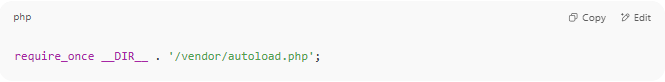 php Copy Edit
require_once __DIR__ . '/vendor/autoload.php';